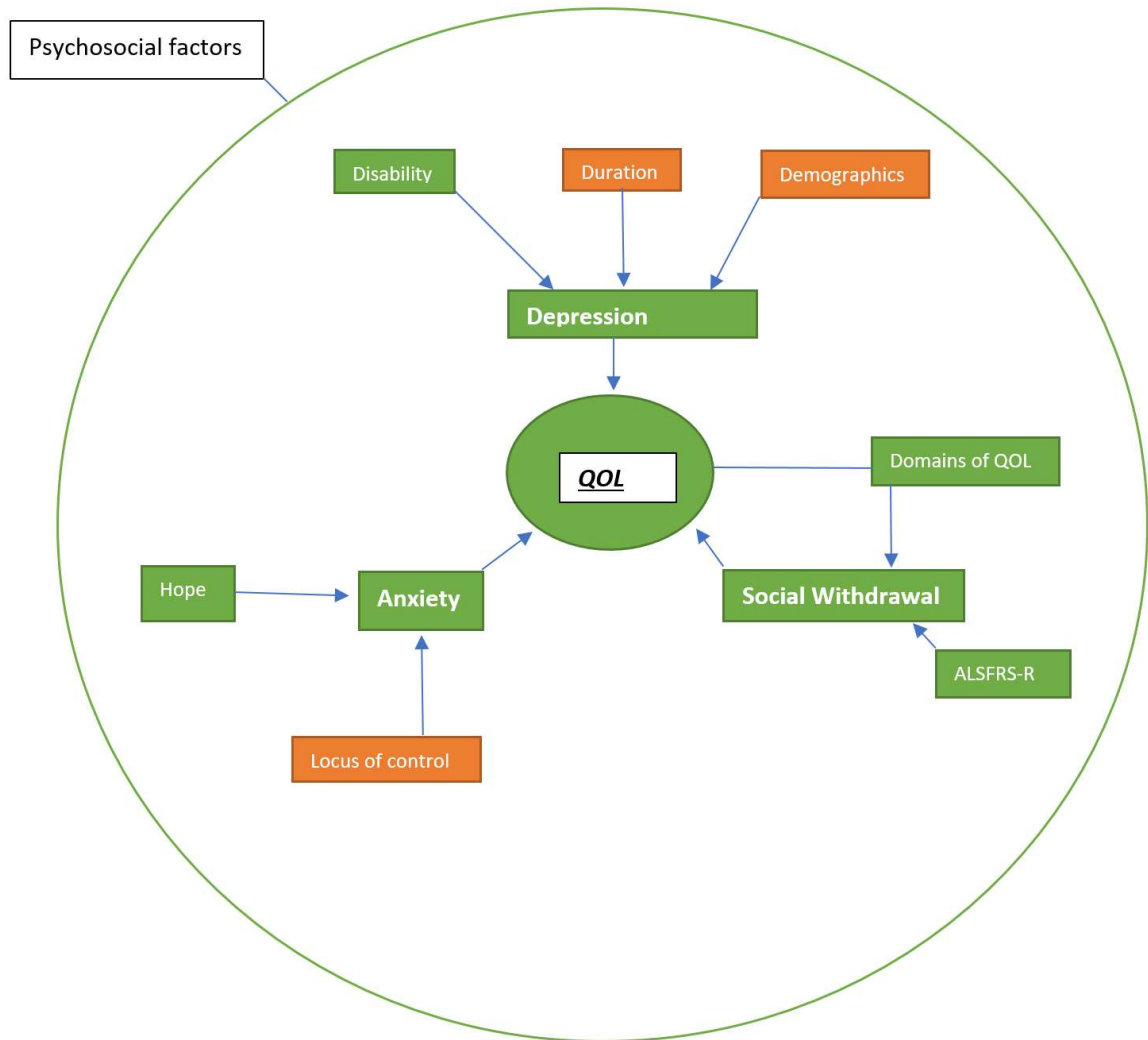 Psychosocial factors
Disability
Duration
Demographics
Depression
QOL
Domains of QOL
Hope
Anxiety
Social Withdrawal
ALSFRS-R
Locus of control